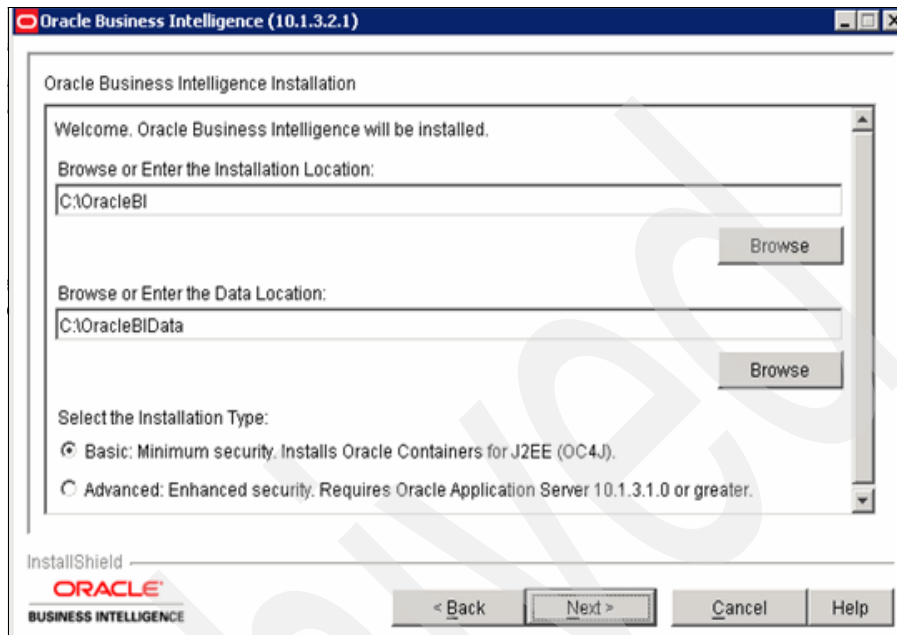 Oracle Business Intelligence (10.1.3.2.1)
Oracle Business Intelligence Installation
Welcome. Oracle Business Intelligence will be installed.
Browse or Enter the Installation Location:
C:\OracleBI
Browse
Browse or Enter the Data Location:
C:\OracleBIData
Browse
Select the Installation Type:
Basic: Minimum security. Installs Oracle Containers for J2EE (OC4J).
Advanced: Enhanced security. Requires Oracle Application Server 10.1.3.1.0 or greater.
InstallShield
ORACLE
BUSINESS INTELLIGENCE
< Back
Next >
Cancel
Help